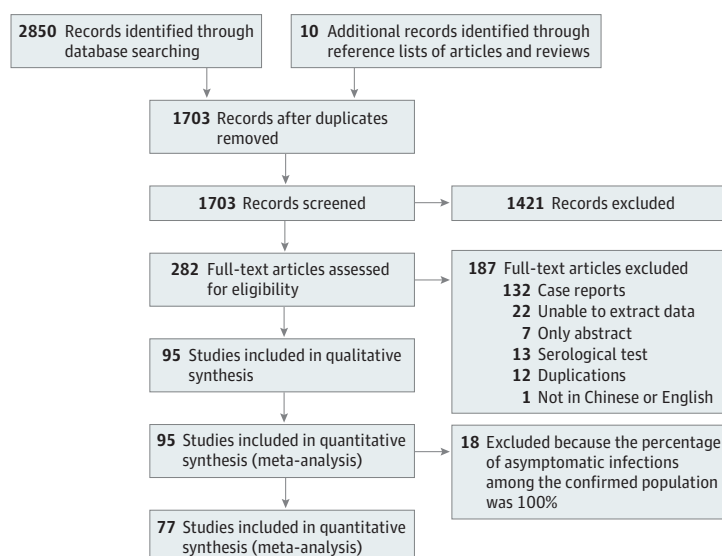 2850 Records identified through
database searching
10 Additional records identified through
reference lists of articles and reviews
1703 Records after duplicates
removed
1703 Records screened
1421 Records excluded
282 Full-text articles assessed
for eligibility
187 Full-text articles excluded
132 Case reports
22 Unable to extract data
7 Only abstract
13 Serological test
12 Duplications
1 Not in Chinese or English
95 Studies included in qualitative
synthesis
95 Studies included in quantitative
synthesis (meta-analysis)
18 Excluded because the percentage
of asymptomatic infections
among the confirmed population
was 100%
77 Studies included in quantitative
synthesis (meta-analysis)